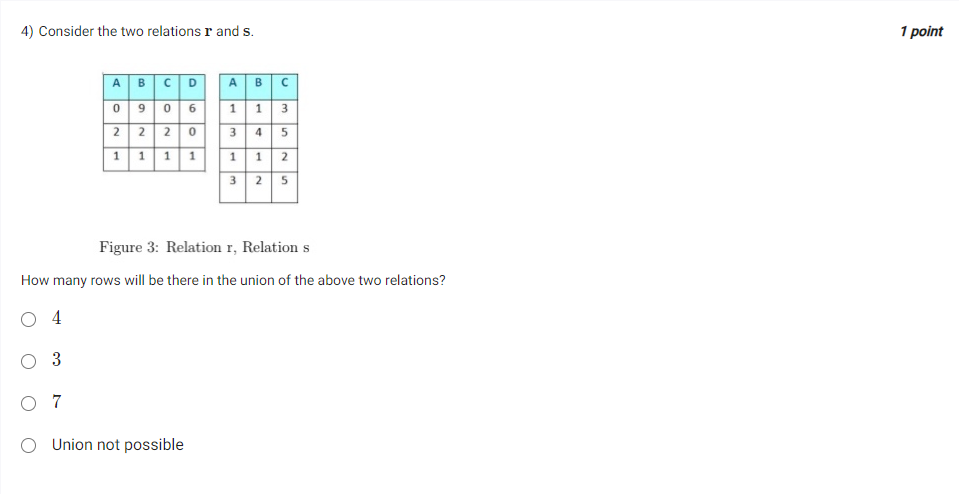 4) Consider the two relations r and s.
1 point
A B C D
0 9 0 6
2 2 2 0
1 1 1 1
A B C
1 1 3
3 4 5
1 1 2
3 2 5
Figure 3: Relation r, Relation s
How many rows will be there in the union of the above two relations?
4
3
7
Union not possible